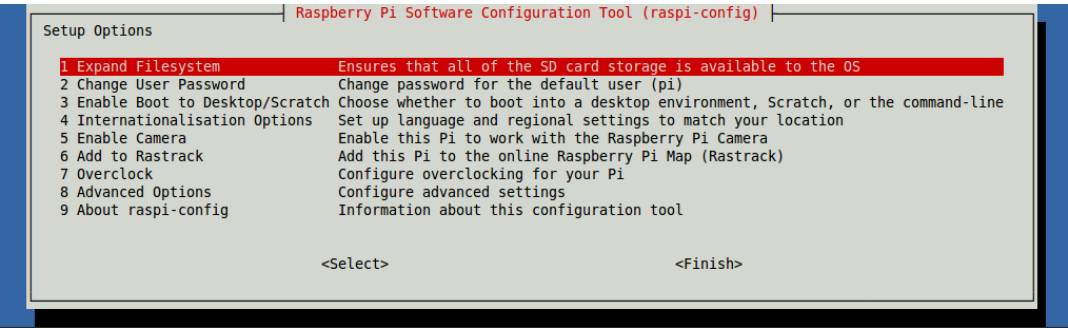 Raspberry Pi Software Configuration Tool (raspi-config)
Setup Options
1 Expand Filesystem Ensures that all of the SD card storage is available to the OS
2 Change User Password Change password for the default user (pi)
3 Enable Boot to Desktop/Scratch Choose whether to boot into a desktop environment, Scratch, or the command-line
4 Internationalisation Options Set up language and regional settings to match your location
5 Enable Camera Enable this Pi to work with the Raspberry Pi Camera
6 Add to Rastrack Add this Pi to the online Raspberry Pi Map (Rastrack)
7 Overclock Configure overclocking for your Pi
8 Advanced Options Configure advanced settings
9 About raspi-config Information about this configuration tool
<Select> <Finish>